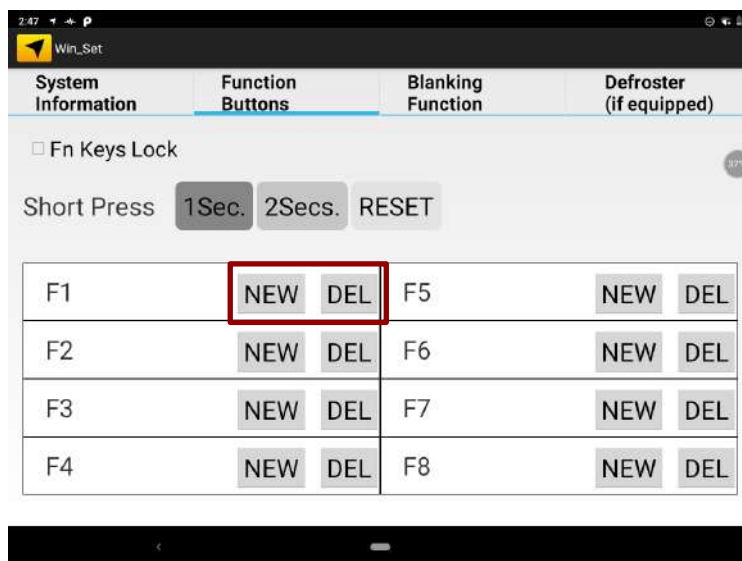 2:47
Win_Set
System Information
Function Buttons
Blanking Function
Defroster (if equipped)
Fn Keys Lock
37°
Short Press 1Sec. 2Secs. RESET
F1 NEW DEL F5 NEW DEL
F2 NEW DEL F6 NEW DEL
F3 NEW DEL F7 NEW DEL
F4 NEW DEL F8 NEW DEL